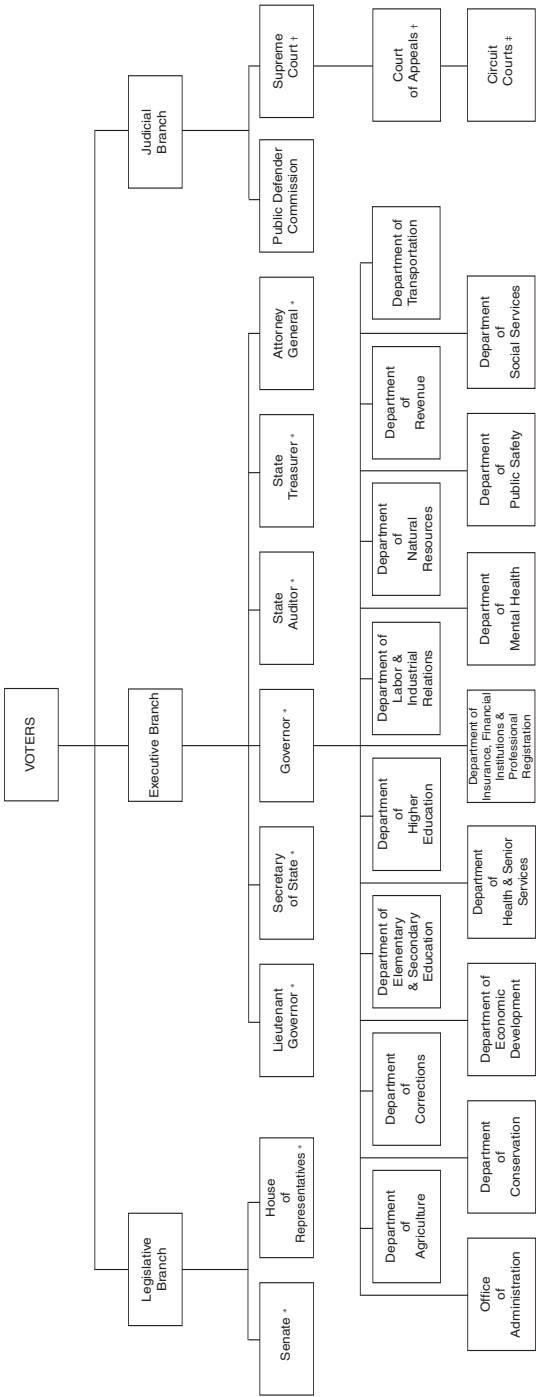 VOTERS
Legislative
Branch
Executive Branch
Judicial
Branch
Senate *
House
of
Representatives *
Lieutenant
Governor *
Secretary
of State *
Governor *
State
Auditor *
State
Treasurer *
Attorney
General *
Public Defender
Commission
Supreme
Court †
Department
of
Agriculture
Department
of
Corrections
Department of
Elementary
& Secondary
Education
Department
of
Higher
Education
Department of
Labor &
Industrial
Relations
Department
of
Natural
Resources
Department
of
Revenue
Department of
Transportation
Court
of Appeals †
Office
of
Administration
Department
of
Conservation
Department of
Economic
Development
Department
of
Health & Senior
Services
Department of
Insurance, Financial
Institutions &
Professional
Registration
Department
of
Mental Health
Department
of
Public Safety
Department
of
Social Services
Circuit
Courts ‡